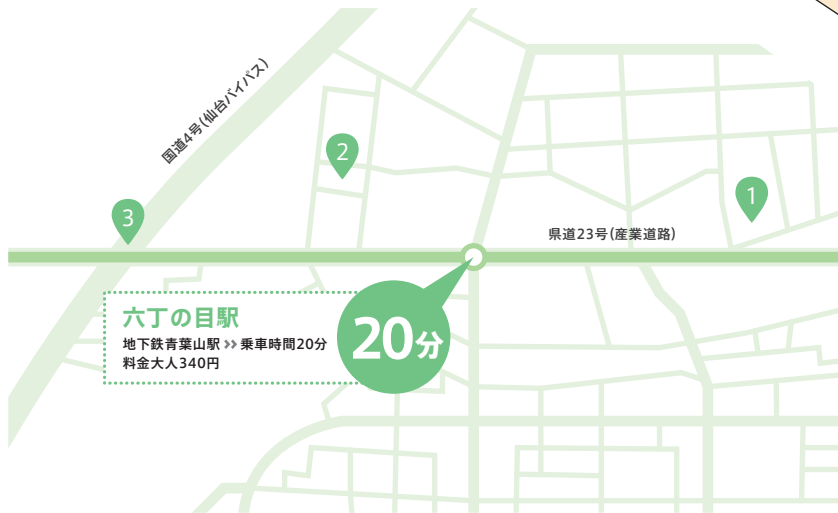 国道4号(仙台バイパス)
2
1
3
県道23号(産業道路)
六丁の目駅
地下鉄青葉山駅 >> 乗車時間20分
料金大人340円
20分